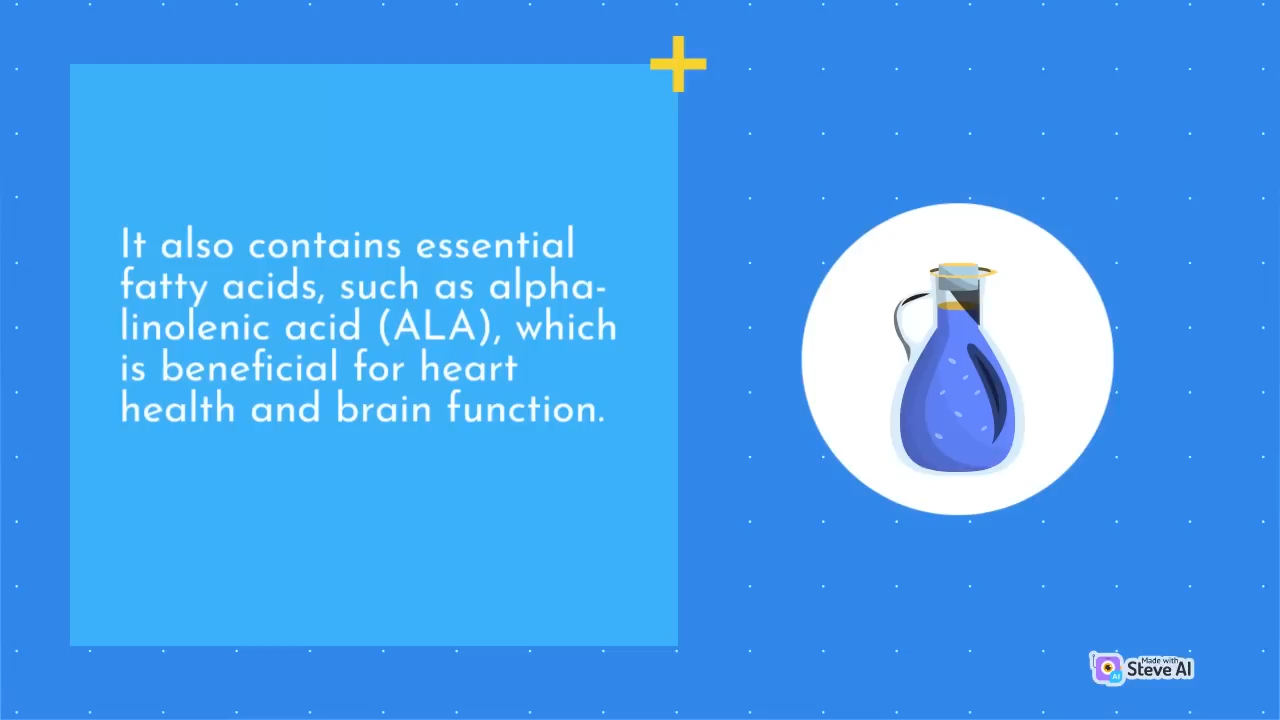 It also contains essential
fatty acids, such as alpha-
linolenic acid (ALA), which
is beneficial for heart
health and brain function.
Made with
Steve AI
AI